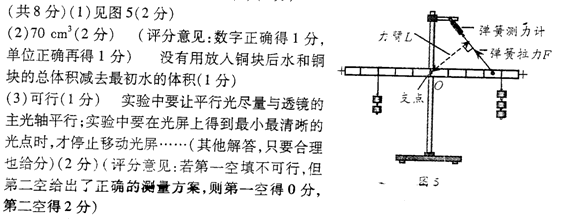 (共8分)(1)见图5(2分)
(2)70 cm³(2分) (评分意见:数字正确得1分,
单位正确再得1分) 没有用放入铜块后水和铜
块的总体积减去最初水的体积(1分)
(3)可行(1分) 实验中要让平行光尽量与透镜的
主光轴平行;实验中要在光屏上得到最小最清晰的
光点时,才停止移动光屏……(其他解答,只要合理
也给分)(2分)(评分意见:若第一空填不可行,但
第二空给出了正确的测量方案,则第一空得0分,
第二空得2分)
弹簧测力计
力臂L
弹簧拉力F
支点
O
图5